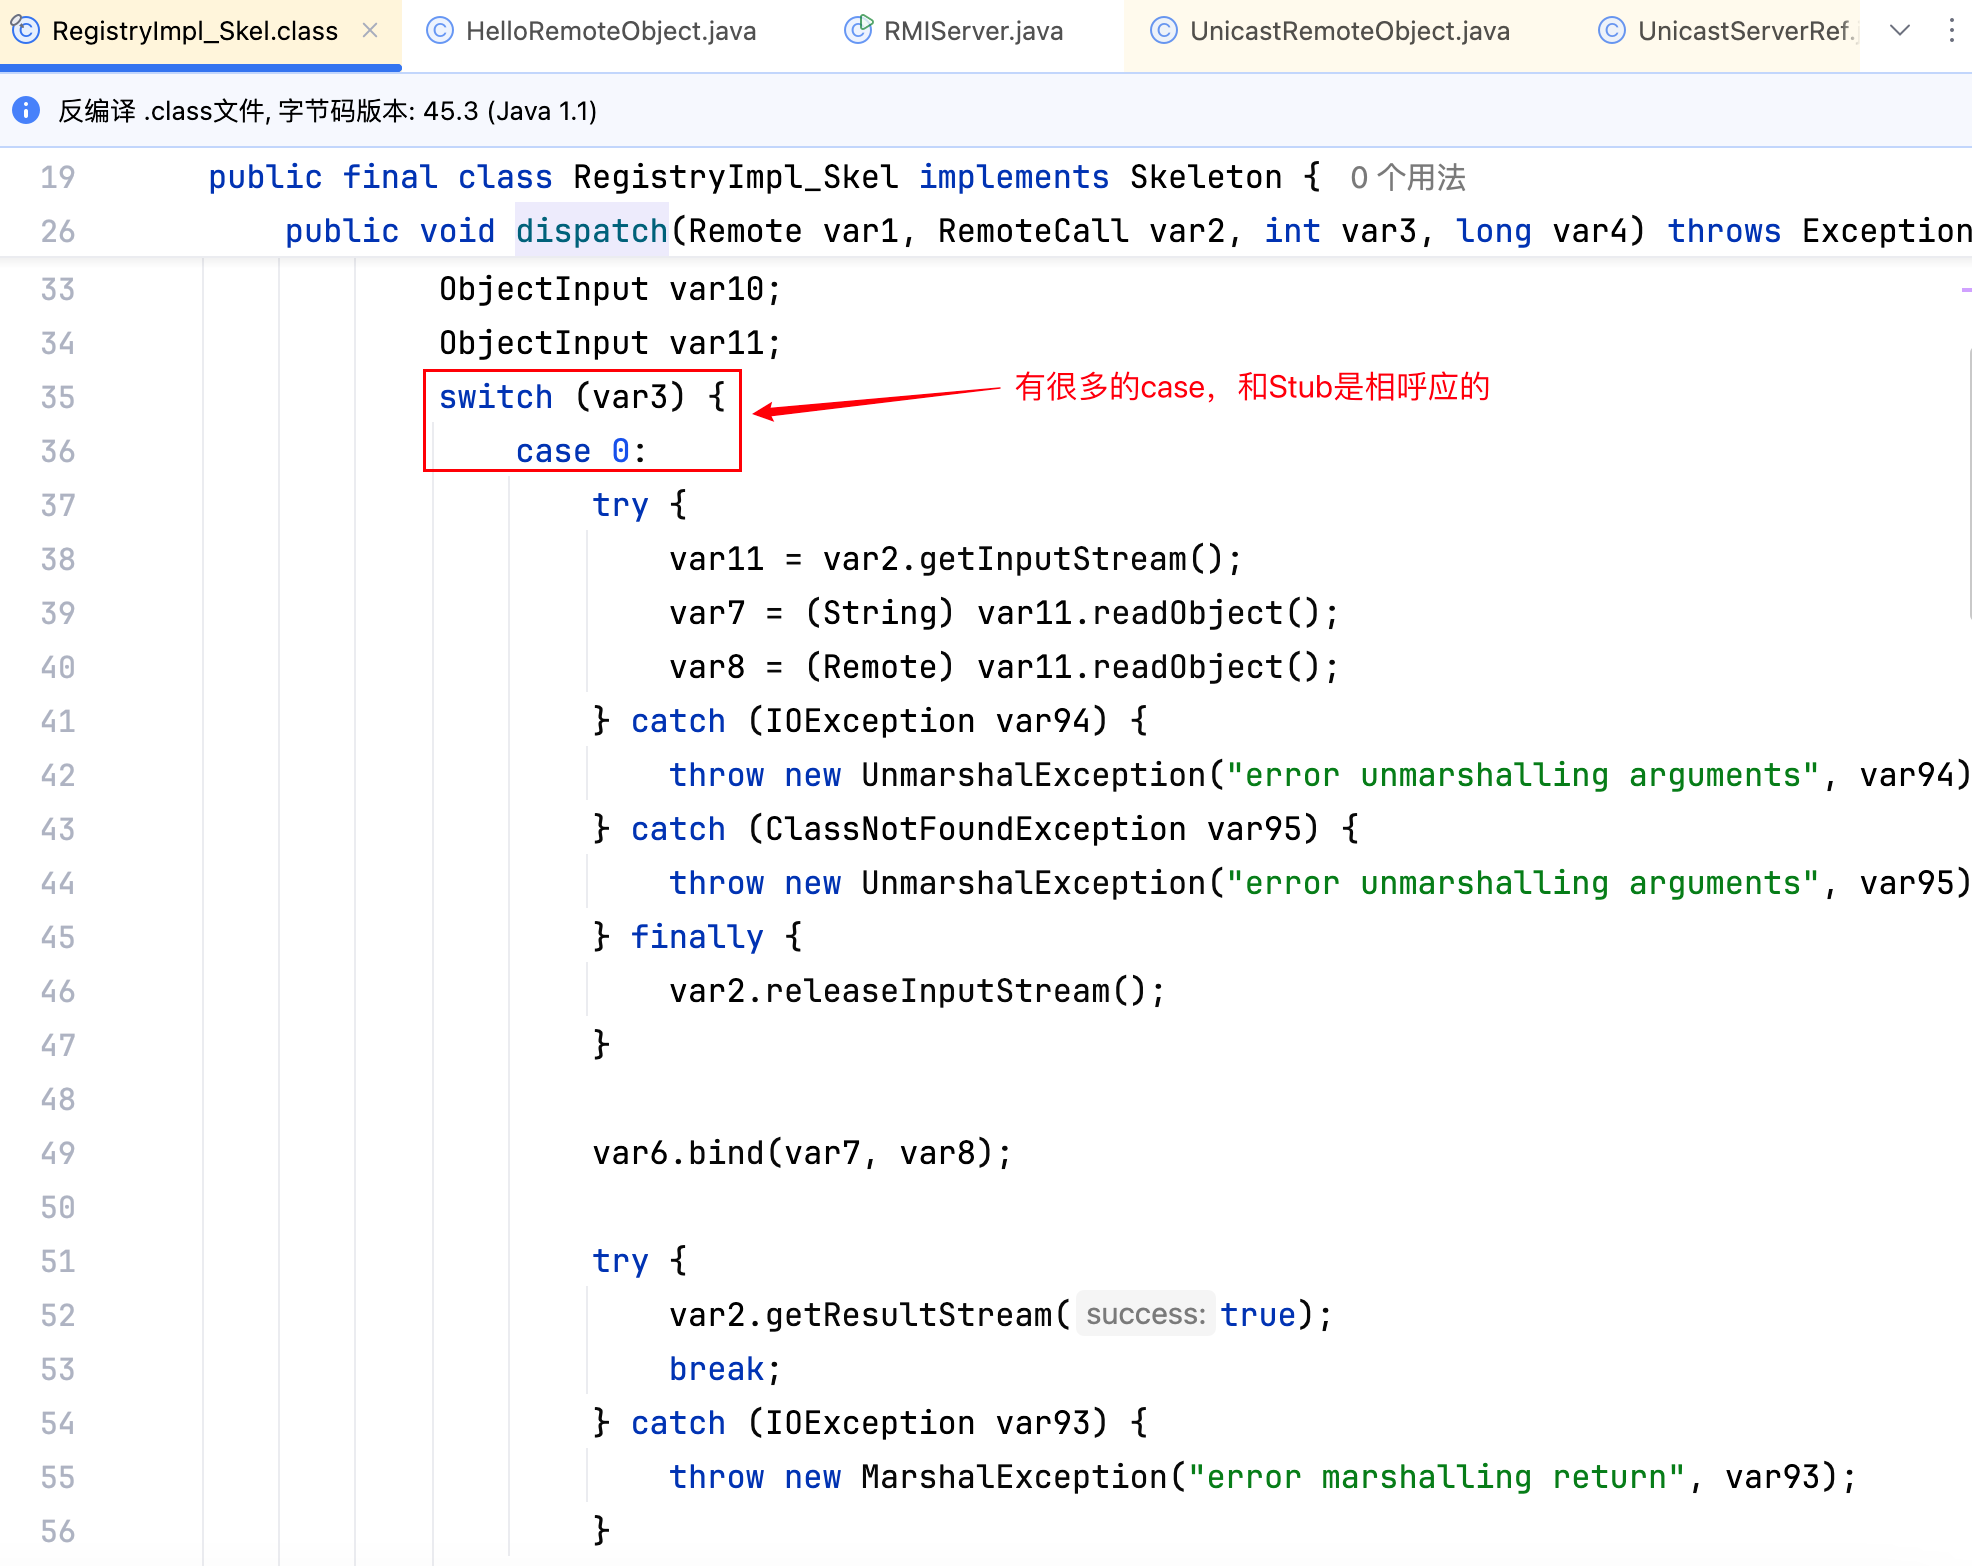 RegistryImpl_Skel.class HelloRemoteObject.java RMIServer.java UnicastRemoteObject.java UnicastServerRef.
反编译 .class文件, 字节码版本: 45.3 (Java 1.1)
19 public final class RegistryImpl_Skel implements Skeleton { 0 个用法
26 public void dispatch(Remote var1, RemoteCall var2, int var3, long var4) throws Exception
33 ObjectInput var10;
34 ObjectInput var11;
35 switch (var3) { 有很多的case，和Stub是相呼应的
36 case 0:
37 try {
38 var11 = var2.getInputStream();
39 var7 = (String) var11.readObject();
40 var8 = (Remote) var11.readObject();
41 } catch (IOException var94) {
42 throw new UnmarshalException("error unmarshalling arguments", var94)
43 } catch (ClassNotFoundException var95) {
44 throw new UnmarshalException("error unmarshalling arguments", var95)
45 } finally {
46 var2.releaseInputStream();
47 }
48
49 var6.bind(var7, var8);
50
51 try {
52 var2.getResultStream( success: true);
53 break;
54 } catch (IOException var93) {
55 throw new MarshalException("error marshalling return", var93);
56 }